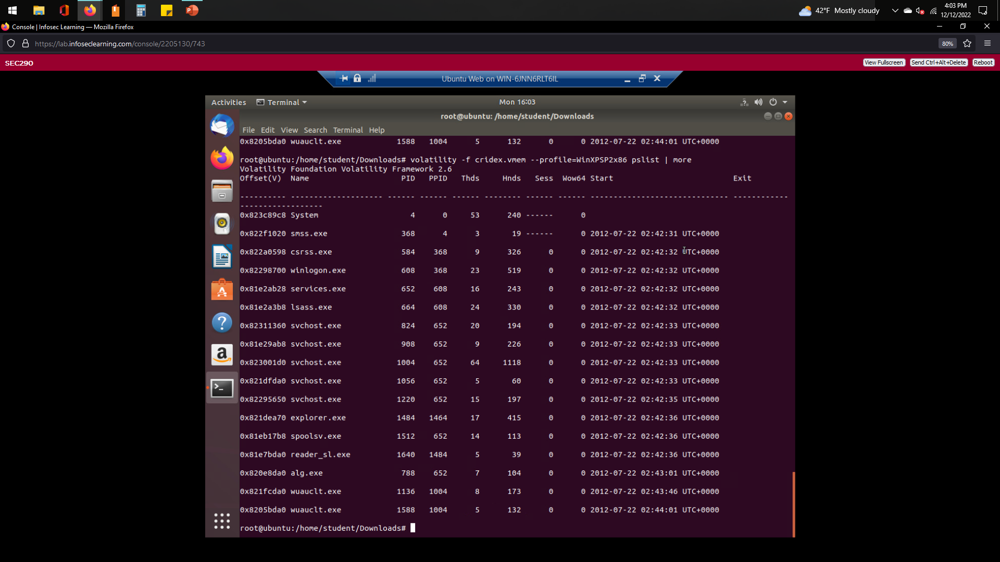 42°F Mostly cloudy
4:03 PM
12/12/2022
Console | Infosec Learning — Mozilla Firefox
https://lab.infoseclearning.com/console/2205130/743
80%
SEC290
View Fullscreen
Send Ctrl+Alt+Delete
Reboot
Ubuntu Web on WIN-6JNN6RLT6IL
Activities
Terminal
Mon 16:03
root@ubuntu: /home/student/Downloads
File Edit View Search Terminal Help
0x8205bda0 wuauclt.exe 1588 1004 5 132 0 0 2012-07-22 02:44:01 UTC+0000
root@ubuntu:/home/student/Downloads# volatility -f cridex.vmem --profile=WinXPSP2x86 pslist | more
Volatility Foundation Volatility Framework 2.6
Offset(V) Name PID PPID Thds Hnds Sess Wow64 Start Exit
---------- -------------------- ------ ------ ------ -------- ------ ------ ------------------------------ ------------
------------------
0x823c89c8 System 4 0 53 240 ------ 0
0x822f1020 smss.exe 368 4 3 19 ------ 0 2012-07-22 02:42:31 UTC+0000
0x822a0598 csrss.exe 584 368 9 326 0 0 2012-07-22 02:42:32 UTC+0000
0x82298700 winlogon.exe 608 368 23 519 0 0 2012-07-22 02:42:32 UTC+0000
0x81e2ab28 services.exe 652 608 16 243 0 0 2012-07-22 02:42:32 UTC+0000
0x81e2a3b8 lsass.exe 664 608 24 330 0 0 2012-07-22 02:42:32 UTC+0000
0x82311360 svchost.exe 824 652 20 194 0 0 2012-07-22 02:42:33 UTC+0000
0x81e29ab8 svchost.exe 908 652 9 226 0 0 2012-07-22 02:42:33 UTC+0000
0x823001d0 svchost.exe 1004 652 64 1118 0 0 2012-07-22 02:42:33 UTC+0000
0x821dfda0 svchost.exe 1056 652 5 60 0 0 2012-07-22 02:42:33 UTC+0000
0x82295650 svchost.exe 1220 652 15 197 0 0 2012-07-22 02:42:35 UTC+0000
0x821dea70 explorer.exe 1484 1464 17 415 0 0 2012-07-22 02:42:36 UTC+0000
0x81eb17b8 spoolsv.exe 1512 652 14 113 0 0 2012-07-22 02:42:36 UTC+0000
0x81e7bda0 reader_sl.exe 1640 1484 5 39 0 0 2012-07-22 02:42:36 UTC+0000
0x820e8da0 alg.exe 788 652 7 104 0 0 2012-07-22 02:43:01 UTC+0000
0x821fcda0 wuauclt.exe 1136 1004 8 173 0 0 2012-07-22 02:43:46 UTC+0000
0x8205bda0 wuauclt.exe 1588 1004 5 132 0 0 2012-07-22 02:44:01 UTC+0000
root@ubuntu:/home/student/Downloads#